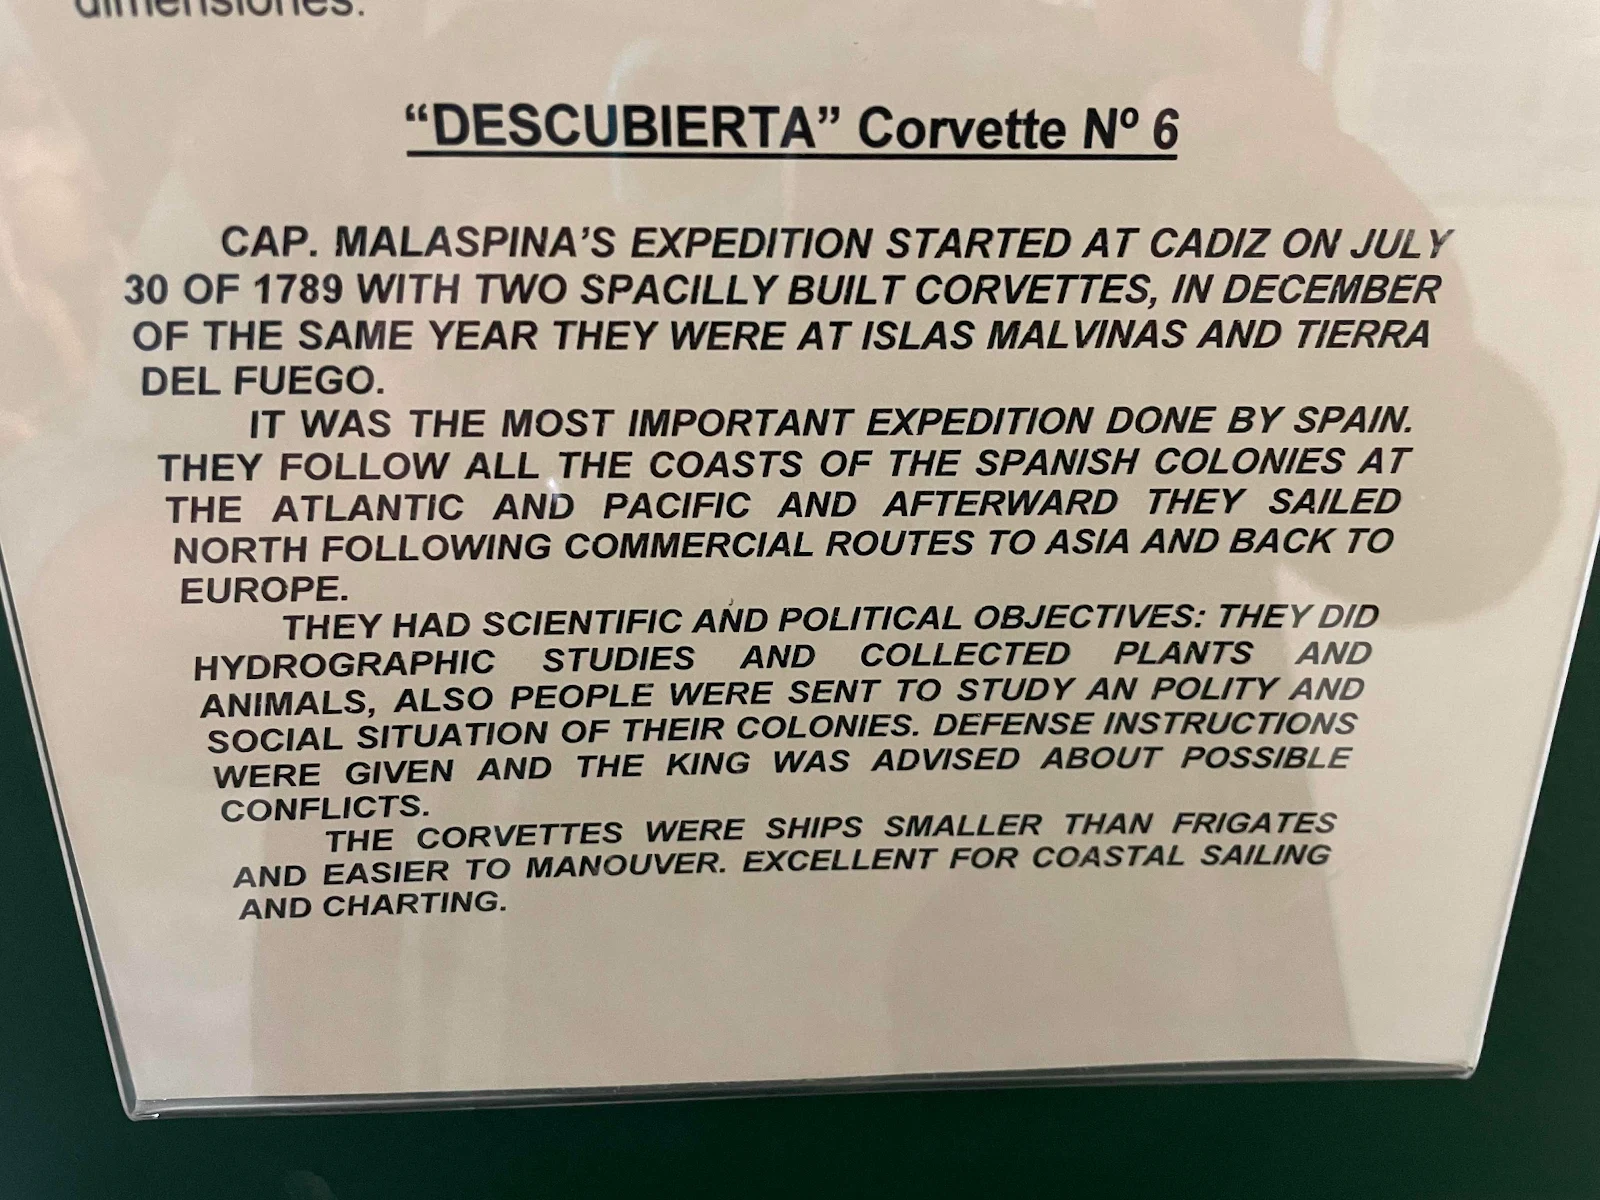 dimensiones.
“DESCUBIERTA” Corvette Nº 6
CAP. MALASPINA’S EXPEDITION STARTED AT CADIZ ON JULY
30 OF 1789 WITH TWO SPACILLY BUILT CORVETTES, IN DECEMBER
OF THE SAME YEAR THEY WERE AT ISLAS MALVINAS AND TIERRA
DEL FUEGO.
IT WAS THE MOST IMPORTANT EXPEDITION DONE BY SPAIN.
THEY FOLLOW ALL THE COASTS OF THE SPANISH COLONIES AT
THE ATLANTIC AND PACIFIC AND AFTERWARD THEY SAILED
NORTH FOLLOWING COMMERCIAL ROUTES TO ASIA AND BACK TO
EUROPE.
THEY HAD SCIENTIFIC AND POLITICAL OBJECTIVES: THEY DID
HYDROGRAPHIC STUDIES AND COLLECTED PLANTS AND
ANIMALS, ALSO PEOPLE WERE SENT TO STUDY AN POLITY AND
SOCIAL SITUATION OF THEIR COLONIES. DEFENSE INSTRUCTIONS
WERE GIVEN AND THE KING WAS ADVISED ABOUT POSSIBLE
CONFLICTS.
THE CORVETTES WERE SHIPS SMALLER THAN FRIGATES
AND EASIER TO MANOUVER. EXCELLENT FOR COASTAL SAILING
AND CHARTING.